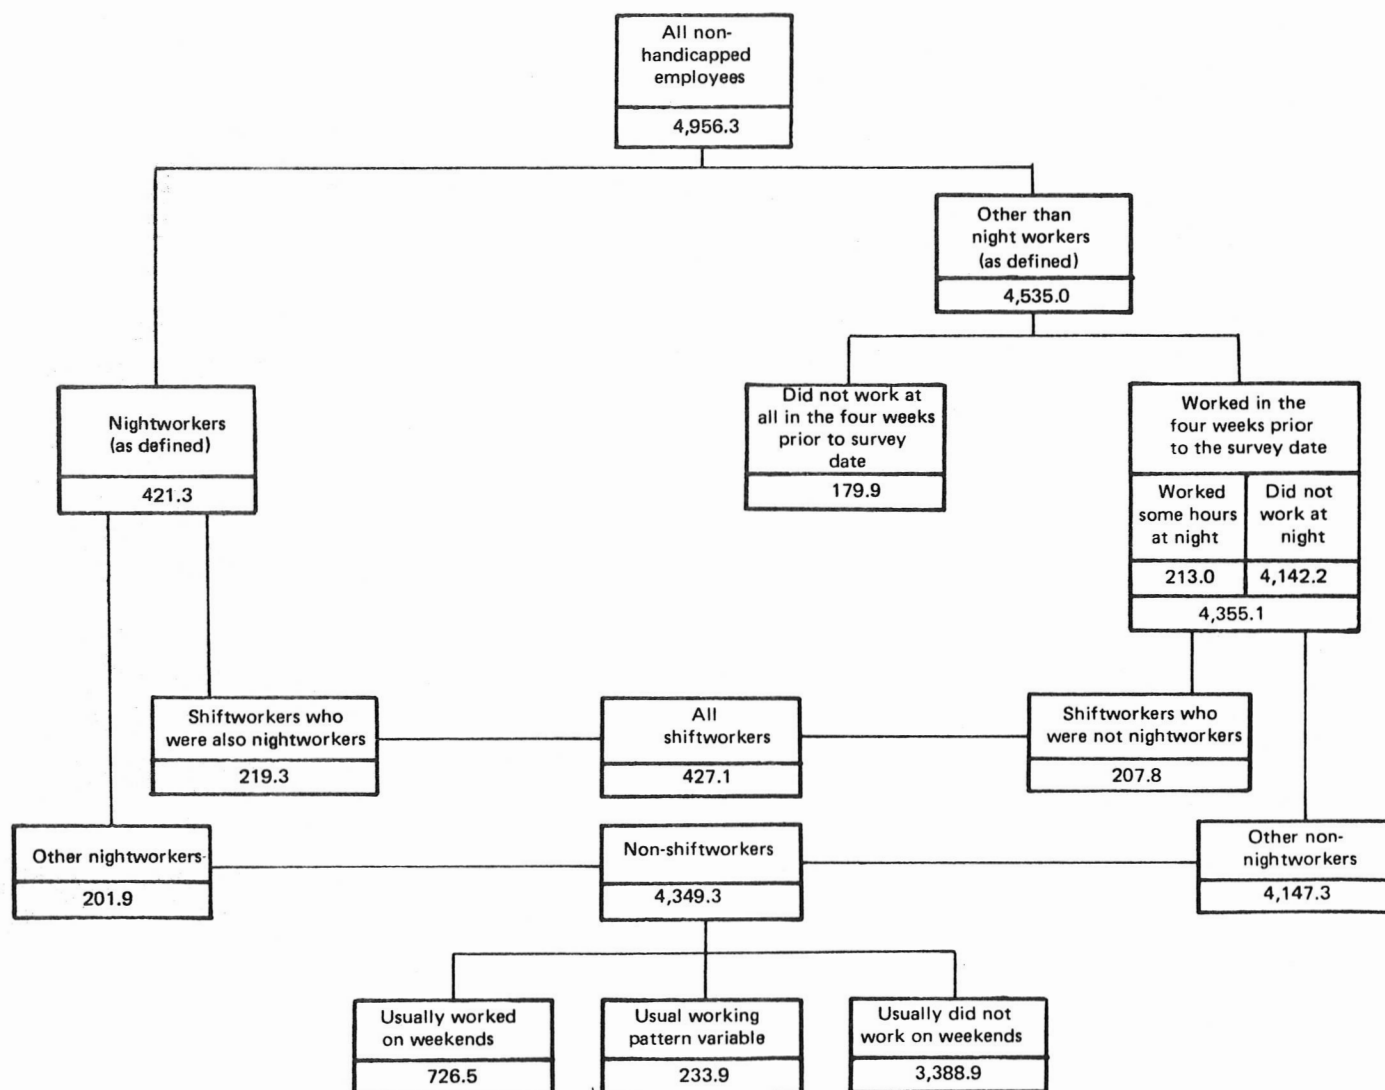 All non-
handicapped
employees
4,956.3
Other than
night workers
(as defined)
4,535.0
Nightworkers
(as defined)
421.3
Did not work at
all in the four weeks
prior to survey
date
179.9
Worked in the
four weeks prior
to the survey date
Worked
some hours
at night
213.0
Did not
work at
night
4,142.2
4,355.1
Shiftworkers who
were also nightworkers
219.3
All
shiftworkers
427.1
Shiftworkers who
were not nightworkers
207.8
Other nightworkers
201.9
Non-shiftworkers
4,349.3
Other non-
nightworkers
4,147.3
Usually worked
on weekends
726.5
Usual working
pattern variable
233.9
Usually did not
work on weekends
3,388.9